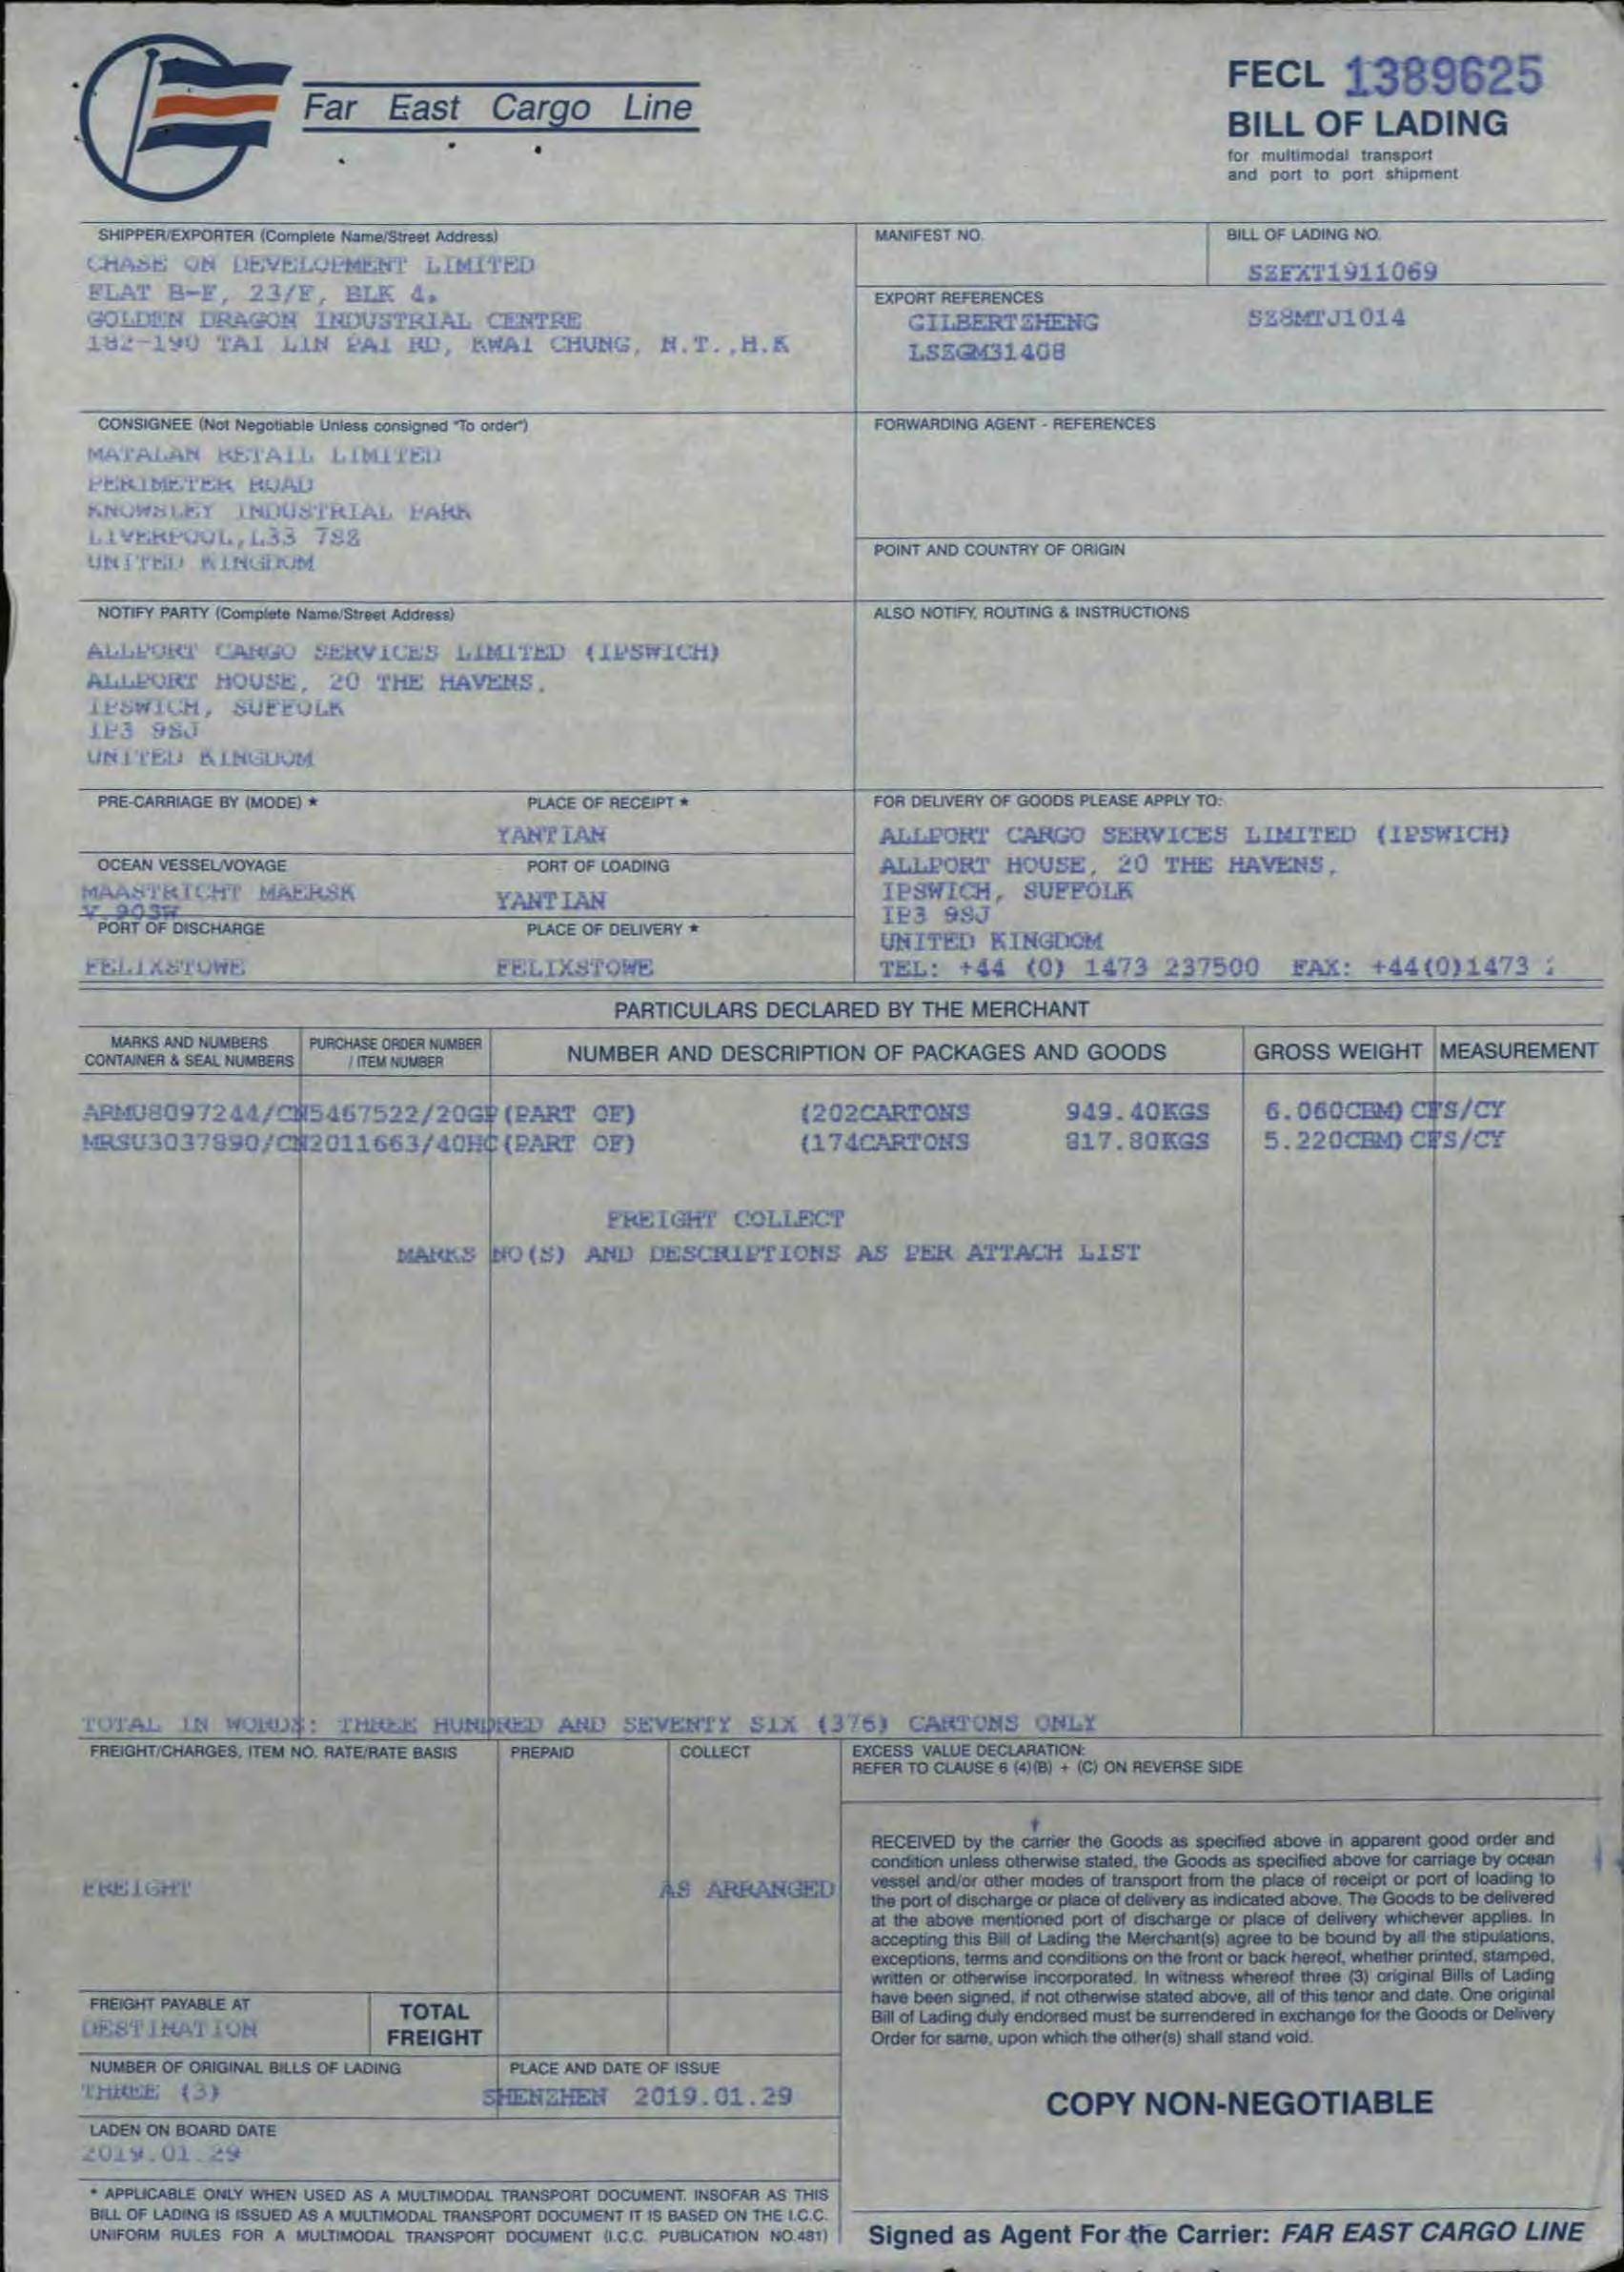 Far East Cargo Line
FECL 1389625
BILL OF LADING
for multimodal transport
and port to port shipment
SHIPPER/EXPORTER (Complete Name/Street Address)
CHASE ON DEVELOPMENT LIMITED
FLAT B-F, 23/F, BLK 4,
GOLDEN DRAGON INDUSTRIAL CENTRE
182-190 TAI LIN PAI RD, KWAI CHUNG, N.T.,H.K
MANIFEST NO.
BILL OF LADING NO.
SZFXT1911069
EXPORT REFERENCES
GILBERTZHENG SZ8MTJ1014
LSZGM31408
CONSIGNEE (Not Negotiable Unless consigned "To order")
MATALAN RETAIL LIMITED
PERIMETER ROAD
KNOWSLEY INDUSTRIAL PARK
LIVERPOOL, L33 7SZ
UNITED KINGDOM
FORWARDING AGENT - REFERENCES
POINT AND COUNTRY OF ORIGIN
NOTIFY PARTY (Complete Name/Street Address)
ALLPORT CARGO SERVICES LIMITED (IPSWICH)
ALLPORT HOUSE, 20 THE HAVENS,
IPSWICH, SUFFOLK
IP3 9SJ
UNITED KINGDOM
ALSO NOTIFY, ROUTING & INSTRUCTIONS
PRE-CARRIAGE BY (MODE) *
PLACE OF RECEIPT *
YANTIAN
OCEAN VESSEL/VOYAGE
MAASTRICHT MAERSK
V.903W
PORT OF LOADING
YANTIAN
PORT OF DISCHARGE
FELIXSTOWE
PLACE OF DELIVERY *
FELIXSTOWE
FOR DELIVERY OF GOODS PLEASE APPLY TO:
ALLPORT CARGO SERVICES LIMITED (IPSWICH)
ALLPORT HOUSE, 20 THE HAVENS,
IPSWICH, SUFFOLK
IP3 9SJ
UNITED KINGDOM
TEL: +44 (0) 1473 237500 FAX: +44(0)1473
PARTICULARS DECLARED BY THE MERCHANT
MARKS AND NUMBERS
CONTAINER & SEAL NUMBERS
PURCHASE ORDER NUMBER
/ ITEM NUMBER
NUMBER AND DESCRIPTION OF PACKAGES AND GOODS
GROSS WEIGHT
MEASUREMENT
APMU8097244/CN5467522/20GP(PART OF) (202CARTONS 949.40KGS 6.060CBM) CFS/CY
MRSU3037890/CN2011663/40HC(PART OF) (174CARTONS 817.80KGS 5.220CBM) CFS/CY
FREIGHT COLLECT
MARKS NO(S) AND DESCRIPTIONS AS PER ATTACH LIST
TOTAL IN WORDS: THREE HUNDRED AND SEVENTY SIX (376) CARTONS ONLY
FREIGHT/CHARGES, ITEM NO. RATE/RATE BASIS
PREPAID
COLLECT
FREIGHT
AS ARRANGED
EXCESS VALUE DECLARATION:
REFER TO CLAUSE 6 (4)(B) + (C) ON REVERSE SIDE
RECEIVED by the carrier the Goods as specified above in apparent good order and
condition unless otherwise stated, the Goods as specified above for carriage by ocean
vessel and/or other modes of transport from the place of receipt or port of loading to
the port of discharge or place of delivery as indicated above. The Goods to be delivered
at the above mentioned port of discharge or place of delivery whichever applies. In
accepting this Bill of Lading the Merchant(s) agree to be bound by all the stipulations,
exceptions, terms and conditions on the front or back hereof, whether printed, stamped,
written or otherwise incorporated. In witness whereof three (3) original Bills of Lading
have been signed, if not otherwise stated above, all of this tenor and date. One original
Bill of Lading duly endorsed must be surrendered in exchange for the Goods or Delivery
Order for same, upon which the other(s) shall stand void.
FREIGHT PAYABLE AT
DESTINATION
TOTAL
FREIGHT
NUMBER OF ORIGINAL BILLS OF LADING
THREE (3)
PLACE AND DATE OF ISSUE
SHENZHEN 2019.01.29
LADEN ON BOARD DATE
2019.01.29
COPY NON-NEGOTIABLE
* APPLICABLE ONLY WHEN USED AS A MULTIMODAL TRANSPORT DOCUMENT. INSOFAR AS THIS
BILL OF LADING IS ISSUED AS A MULTIMODAL TRANSPORT DOCUMENT IT IS BASED ON THE I.C.C.
UNIFORM RULES FOR A MULTIMODAL TRANSPORT DOCUMENT (I.C.C. PUBLICATION NO.481)
Signed as Agent For the Carrier: FAR EAST CARGO LINE